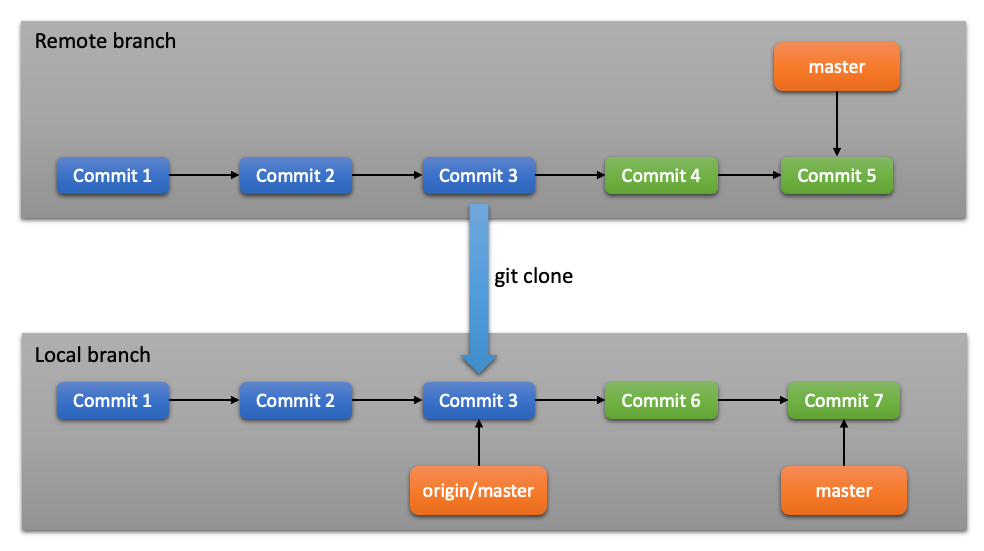 Remote branch
master
Commit 1
Commit 2
Commit 3
Commit 4
Commit 5
git clone
Local branch
Commit 1
Commit 2
Commit 3
Commit 6
Commit 7
origin/master
master